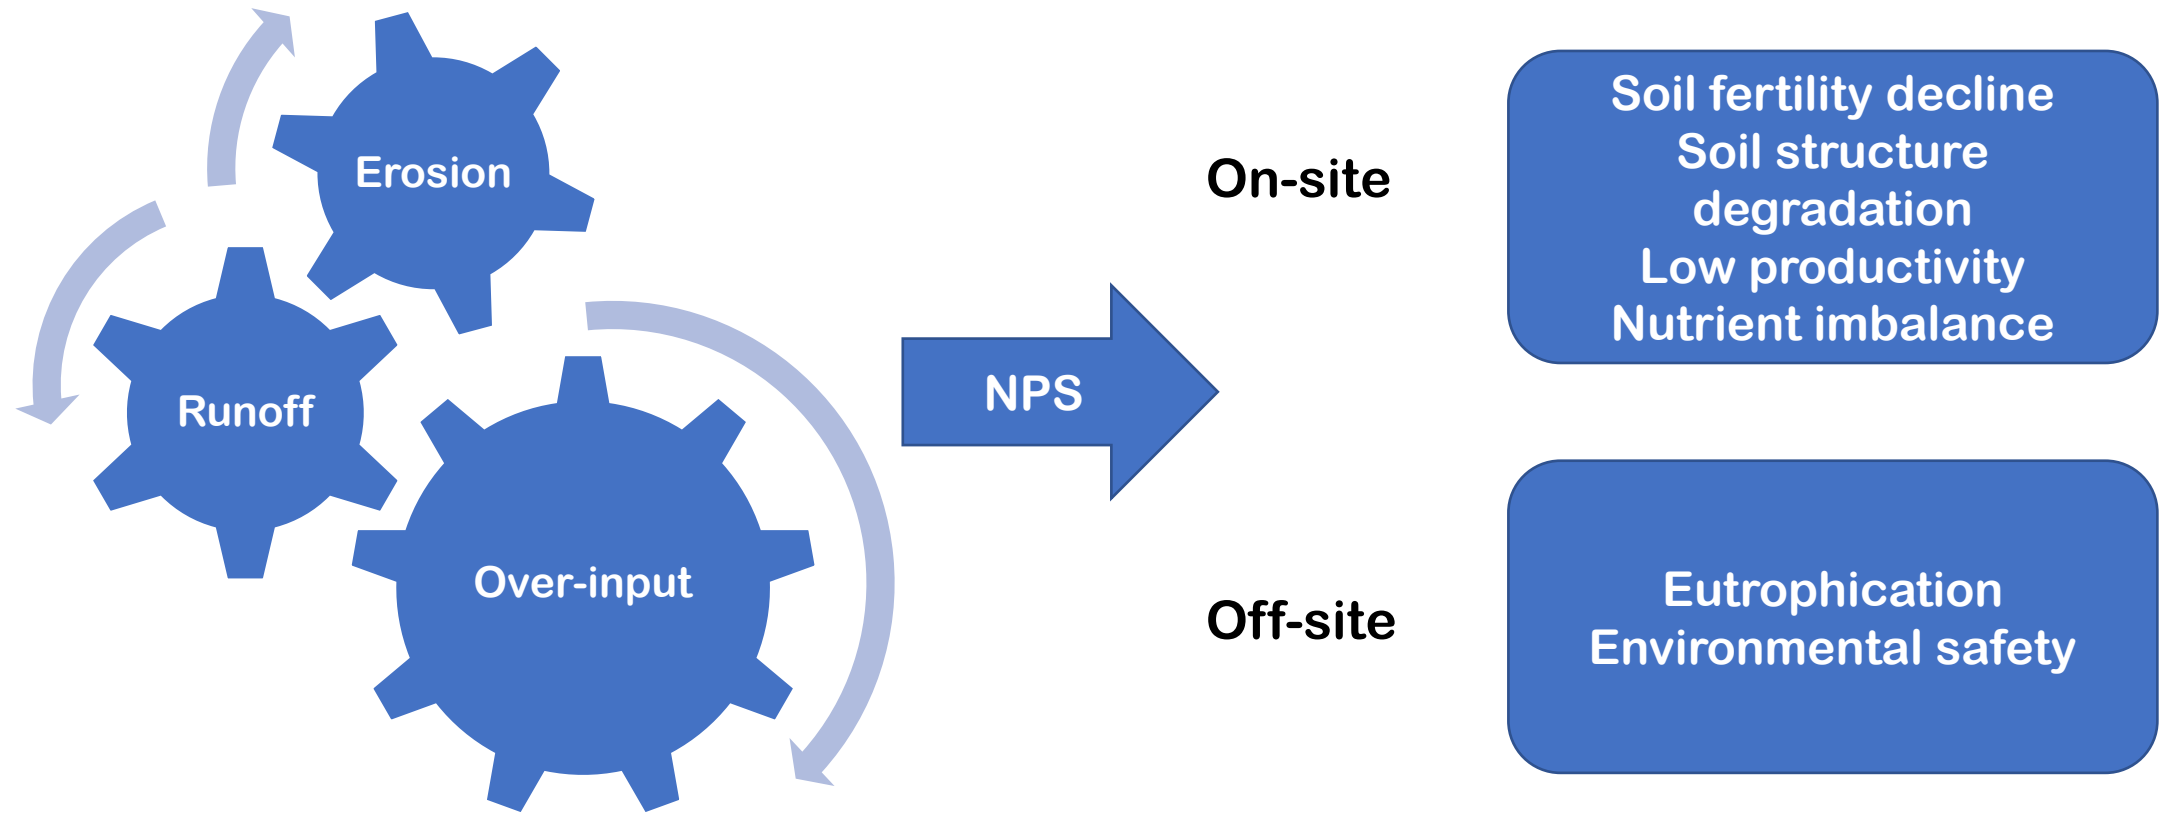 Erosion
Runoff
Over-input
NPS
On-site
Soil fertility decline
Soil structure
degradation
Low productivity
Nutrient imbalance
Off-site
Eutrophication
Environmental safety